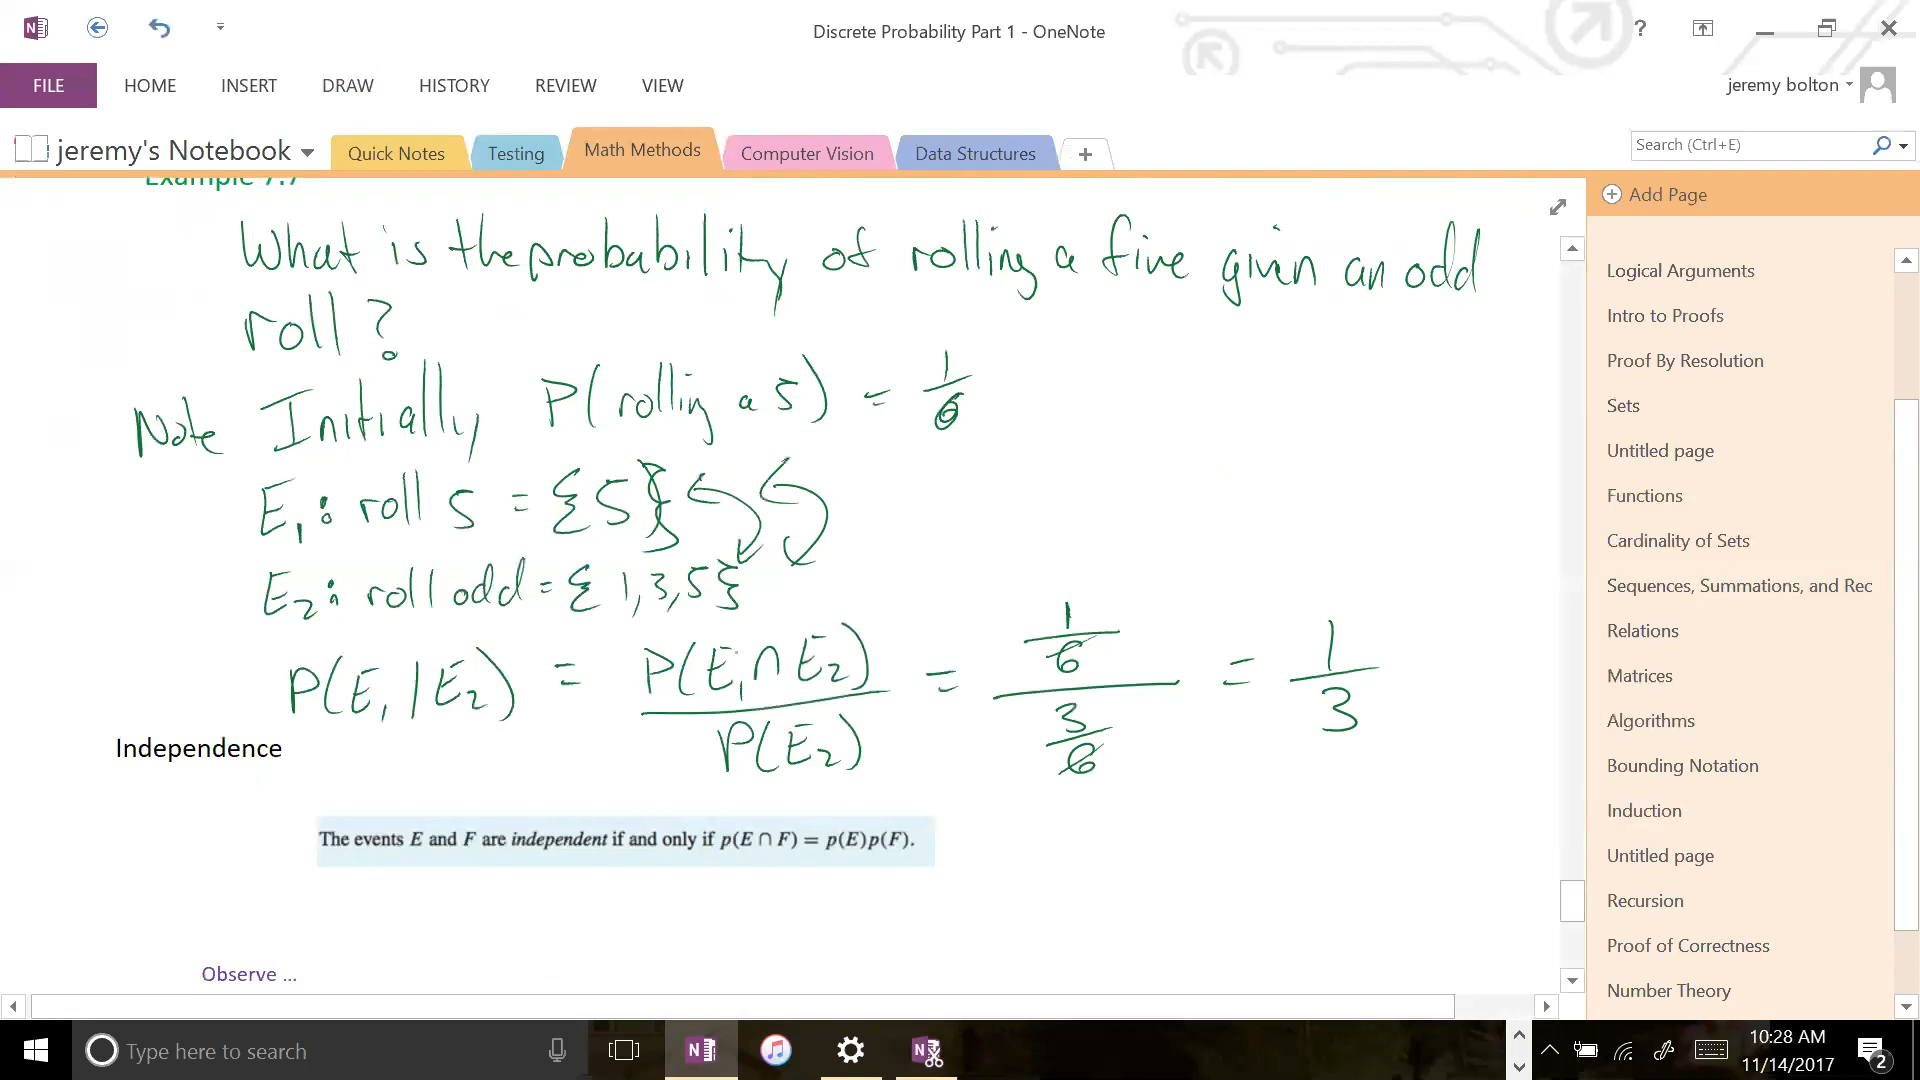 Discrete Probability Part 1 - OneNote
?
FILE HOME INSERT DRAW HISTORY REVIEW VIEW
jeremy bolton
jeremy's Notebook
Quick Notes Testing Math Methods Computer Vision Data Structures +
Search (Ctrl+E)
Example 7.7
What is the probability of rolling a five given an odd
roll?
Note Initially P(rolling a 5) = 1/6
E₁: roll 5 = {5}
E₂: roll odd = {1,3,5}
P(E₁|E₂) = P(E₁∩E₂)/P(E₂) = (1/6)/(3/6) = 1/3
Independence
The events E and F are independent if and only if p(E ∩ F) = p(E)p(F).
Observe ...
Add Page
Logical Arguments
Intro to Proofs
Proof By Resolution
Sets
Untitled page
Functions
Cardinality of Sets
Sequences, Summations, and Rec
Relations
Matrices
Algorithms
Bounding Notation
Induction
Untitled page
Recursion
Proof of Correctness
Number Theory
Type here to search
N
10:28 AM
11/14/2017
2